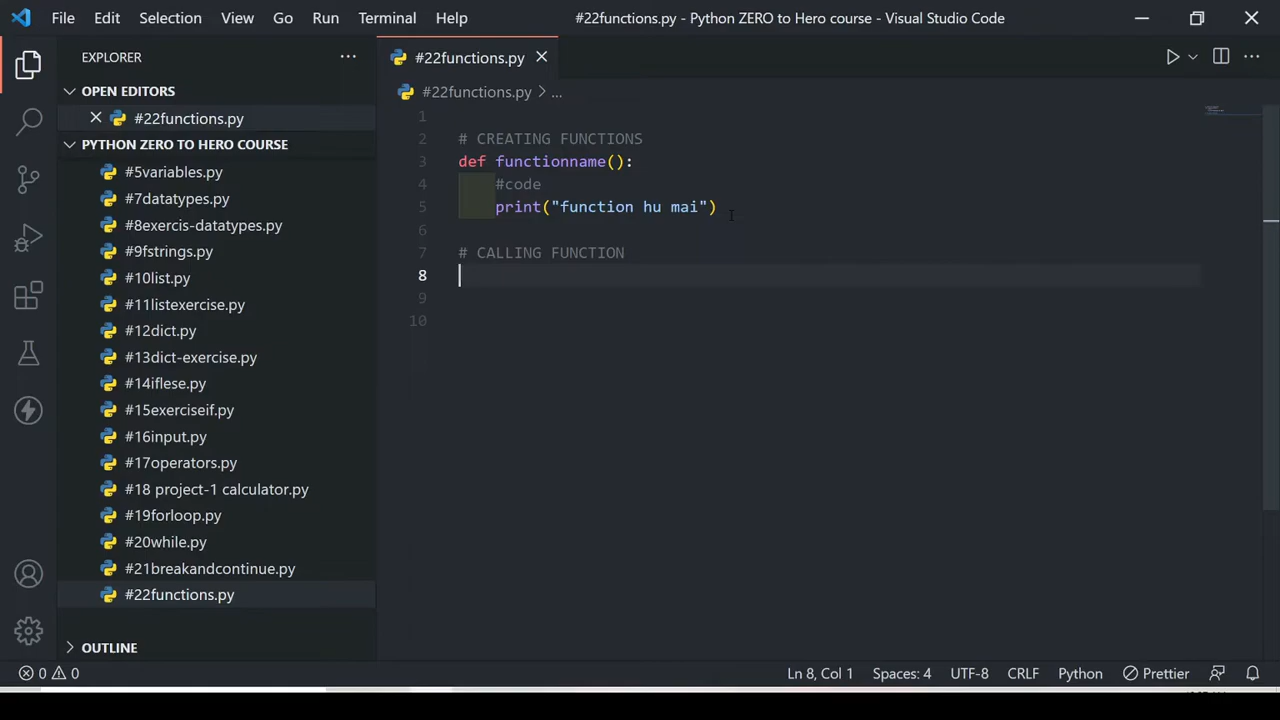 File Edit Selection View Go Run Terminal Help #22functions.py - Python ZERO to Hero course - Visual Studio Code
EXPLORER
OPEN EDITORS
#22functions.py
PYTHON ZERO TO HERO COURSE
#5variables.py
#7datatypes.py
#8exercis-datatypes.py
#9fstrings.py
#10list.py
#11listexercise.py
#12dict.py
#13dict-exercise.py
#14iflese.py
#15exerciseif.py
#16input.py
#17operators.py
#18 project-1 calculator.py
#19forloop.py
#20while.py
#21breakandcontinue.py
#22functions.py
OUTLINE
#22functions.py
#22functions.py > ...
1
2 # CREATING FUNCTIONS
3 def functionname():
4 #code
5 print("function hu mai")
6
7 # CALLING FUNCTION
8
9
10
0 0 Ln 8, Col 1 Spaces: 4 UTF-8 CRLF Python Prettier